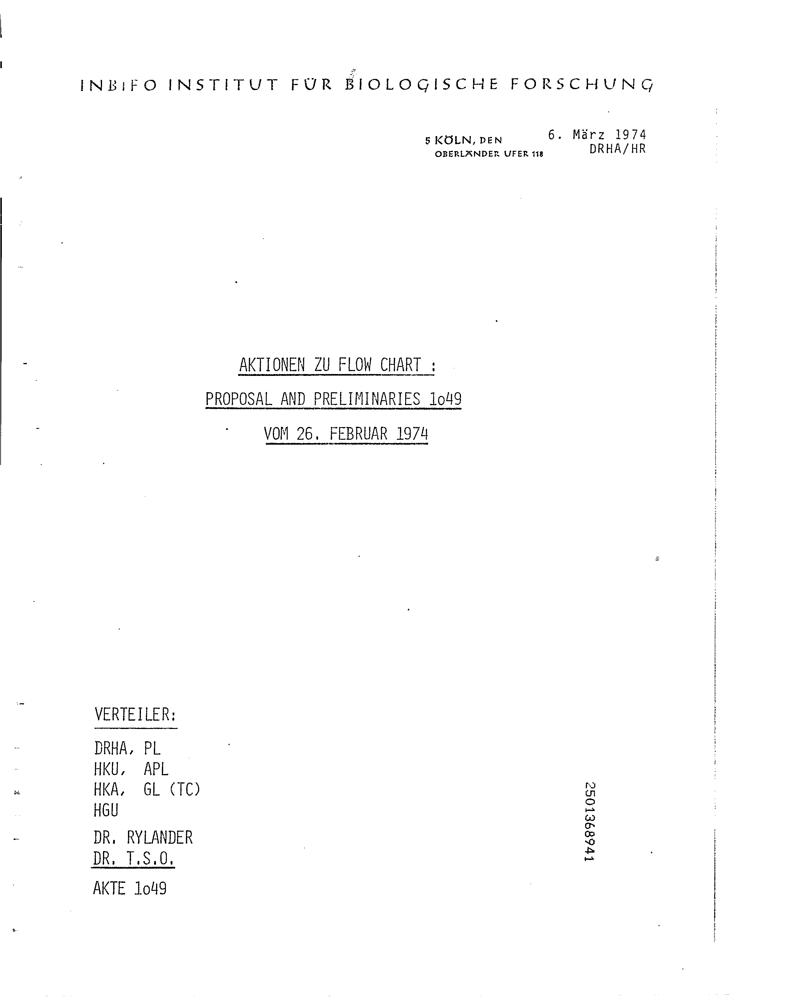 INBIFO INSTITUT FÜR BIOLOGISCHE FORSCHUNG
5 KÖLN, DEN 6. März 1974
OBERLÄNDER UFER 118 DRHA/HR
AKTIONEN ZU FLOW CHART :
PROPOSAL AND PRELIMINARIES 1o49
VOM 26. FEBRUAR 1974
VERTEILER:
DRHA, PL
HKU, APL
HKA, GL (TC)
HGU
DR. RYLANDER
DR. T.S.O.
AKTE 1o49
2501368941